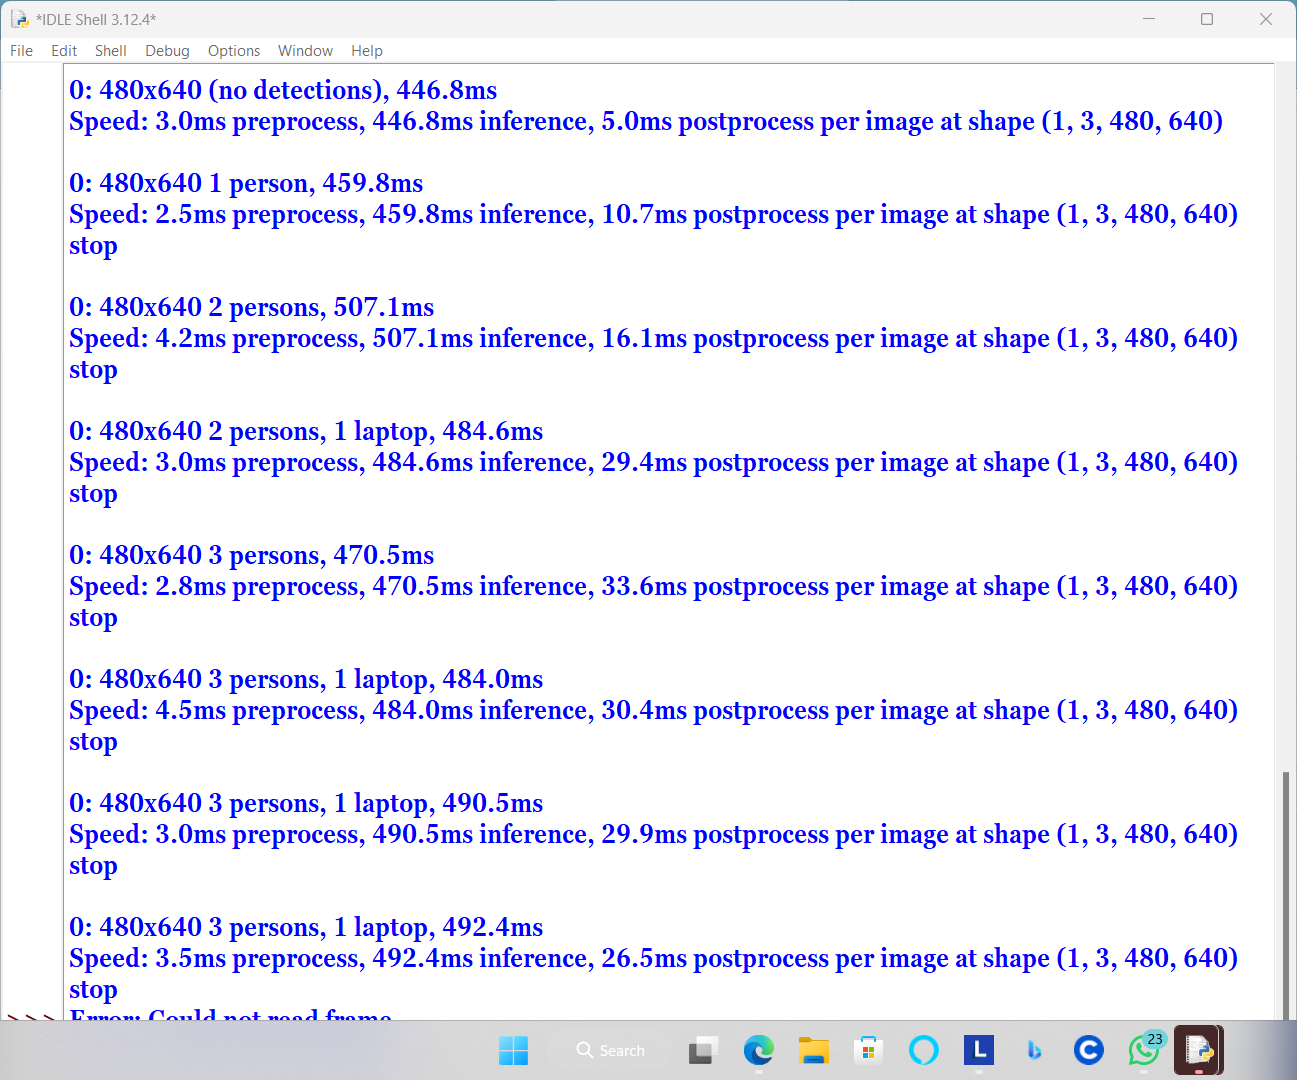 *IDLE Shell 3.12.4*
File Edit Shell Debug Options Window Help
0: 480x640 (no detections), 446.8ms
Speed: 3.0ms preprocess, 446.8ms inference, 5.0ms postprocess per image at shape (1, 3, 480, 640)
0: 480x640 1 person, 459.8ms
Speed: 2.5ms preprocess, 459.8ms inference, 10.7ms postprocess per image at shape (1, 3, 480, 640)
stop
0: 480x640 2 persons, 507.1ms
Speed: 4.2ms preprocess, 507.1ms inference, 16.1ms postprocess per image at shape (1, 3, 480, 640)
stop
0: 480x640 2 persons, 1 laptop, 484.6ms
Speed: 3.0ms preprocess, 484.6ms inference, 29.4ms postprocess per image at shape (1, 3, 480, 640)
stop
0: 480x640 3 persons, 470.5ms
Speed: 2.8ms preprocess, 470.5ms inference, 33.6ms postprocess per image at shape (1, 3, 480, 640)
stop
0: 480x640 3 persons, 1 laptop, 484.0ms
Speed: 4.5ms preprocess, 484.0ms inference, 30.4ms postprocess per image at shape (1, 3, 480, 640)
stop
0: 480x640 3 persons, 1 laptop, 490.5ms
Speed: 3.0ms preprocess, 490.5ms inference, 29.9ms postprocess per image at shape (1, 3, 480, 640)
stop
0: 480x640 3 persons, 1 laptop, 492.4ms
Speed: 3.5ms preprocess, 492.4ms inference, 26.5ms postprocess per image at shape (1, 3, 480, 640)
stop
>>> Error: Could not read frame
Search L b C 23